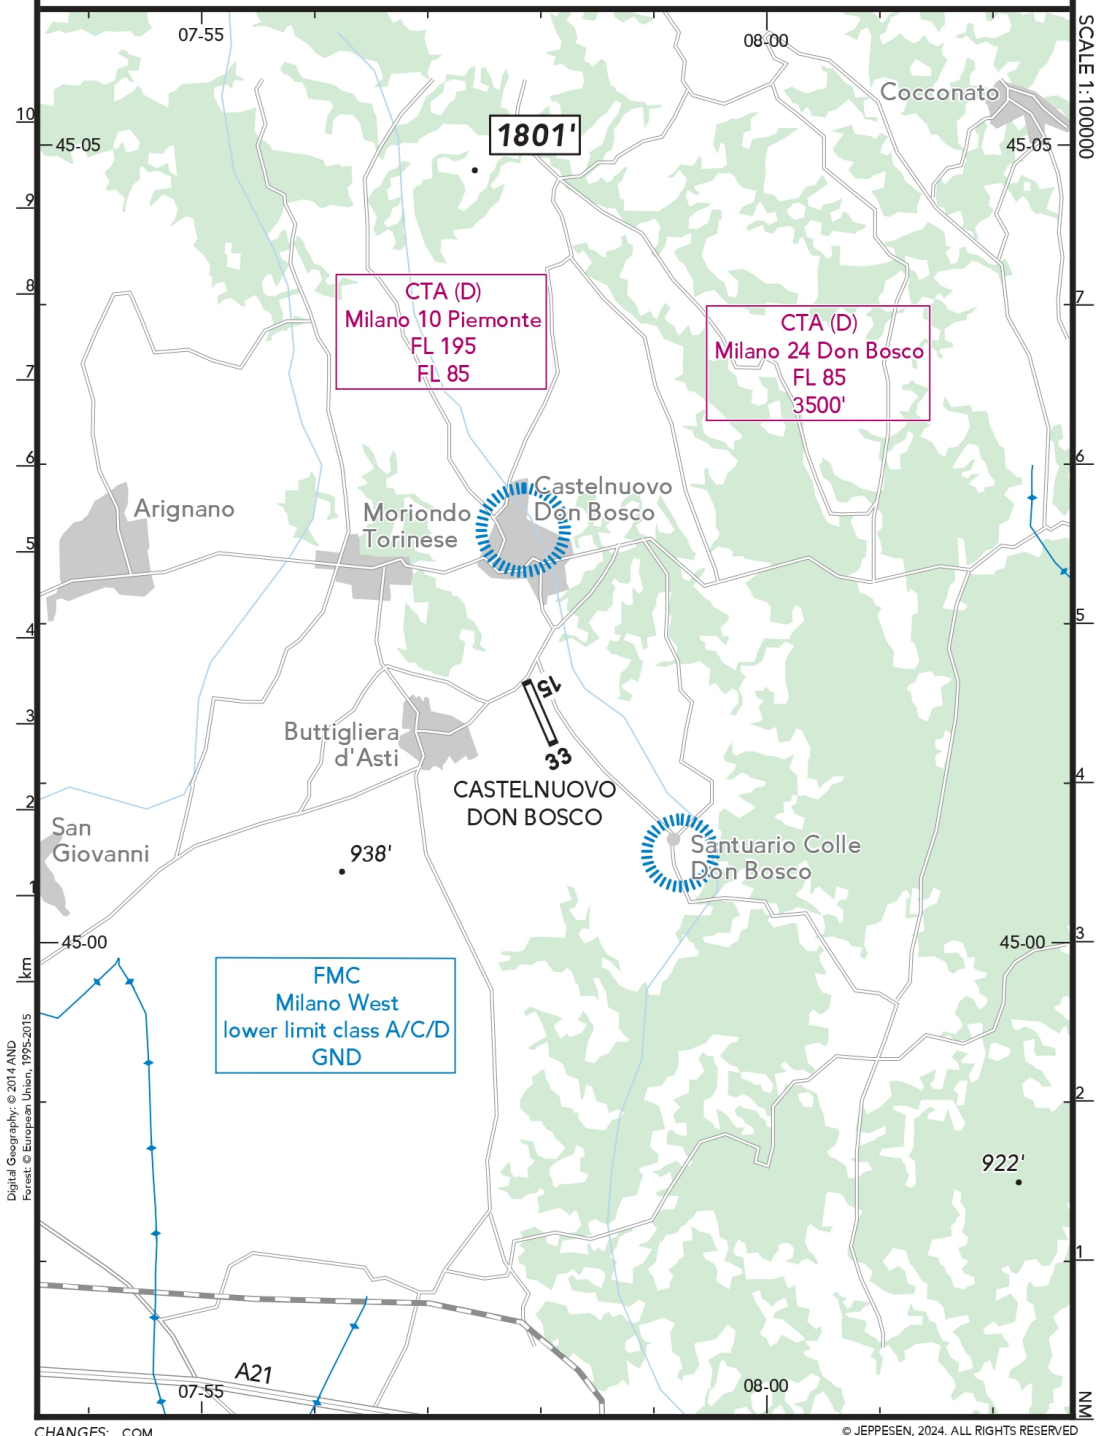 07-55
08-00
SCALE 1:100000
Cocconato
10
45-05
1801'
45-05
9
8
CTA (D)
Milano 10 Piemonte
FL 195
FL 85
CTA (D)
Milano 24 Don Bosco
FL 85
3500'
7
7
6
6
Castelnuovo
Don Bosco
Arignano
Moriondo
Torinese
5
5
4
15
3
Buttigliera
d'Asti
33
4
CASTELNUOVO
DON BOSCO
2
San
Giovanni
938'
Santuario Colle
Don Bosco
1
45-00
45-00
3
km
FMC
Milano West
lower limit class A/C/D
GND
Digital Geography: © 2014 AND
Forest: © European Union, 1995-2015
2
922'
1
A21
07-55
08-00
NM
CHANGES: COM
© JEPPESEN, 2024. ALL RIGHTS RESERVED